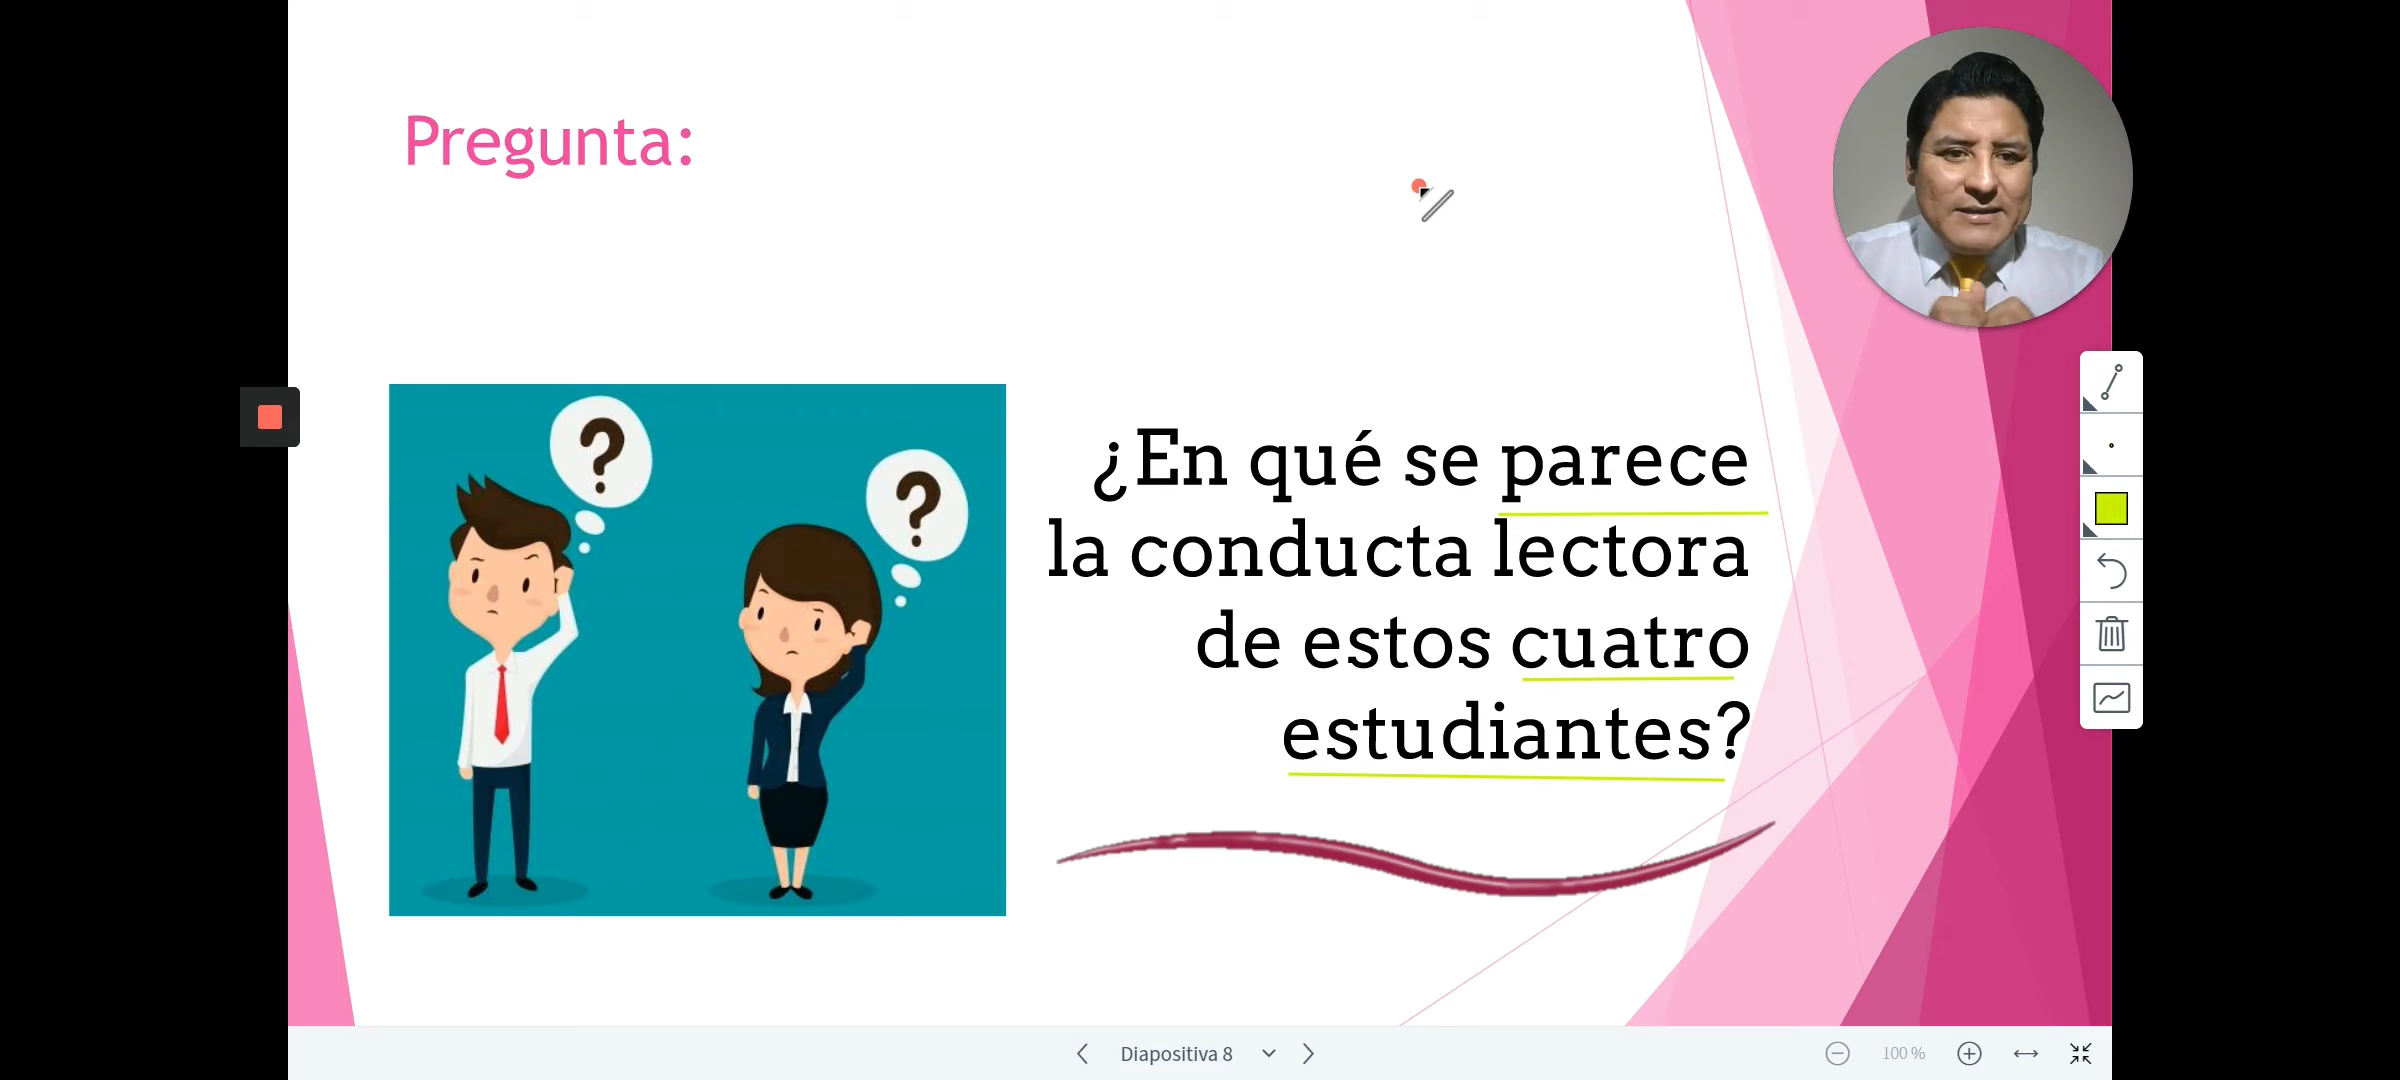 Pregunta:
?
?
¿En qué se parece
la conducta lectora
de estos cuatro
estudiantes?
Diapositiva 8
100 %